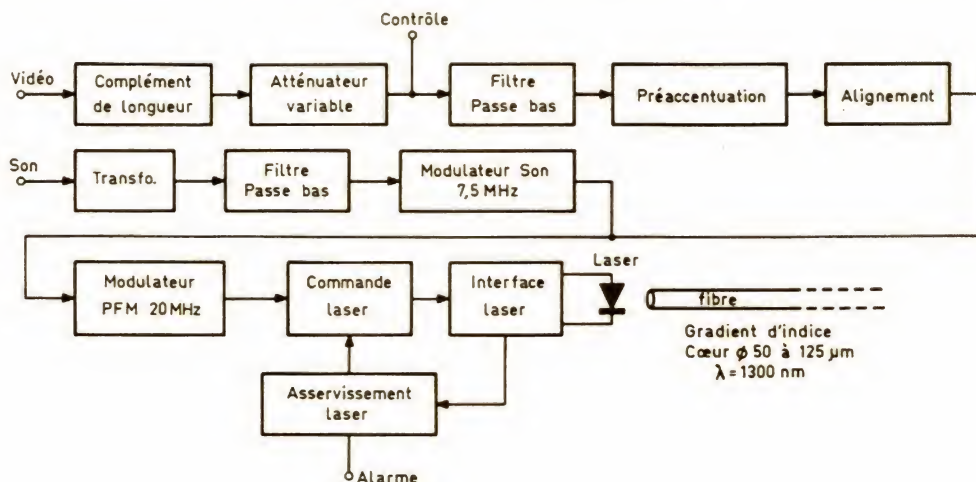 Contrôle
Vidéo
Complément
de longueur
Atténuateur
variable
Filtre
Passe bas
Préaccentuation
Alignement
Son
Transfo.
Filtre
Passe bas
Modulateur Son
7,5 MHz
Modulateur
PFM 20 MHz
Commande
laser
Interface
laser
Laser
fibre
Gradient d'indice
Cœur ϕ 50 à 125 μm
λ = 1300 nm
Asservissement
laser
Alarme